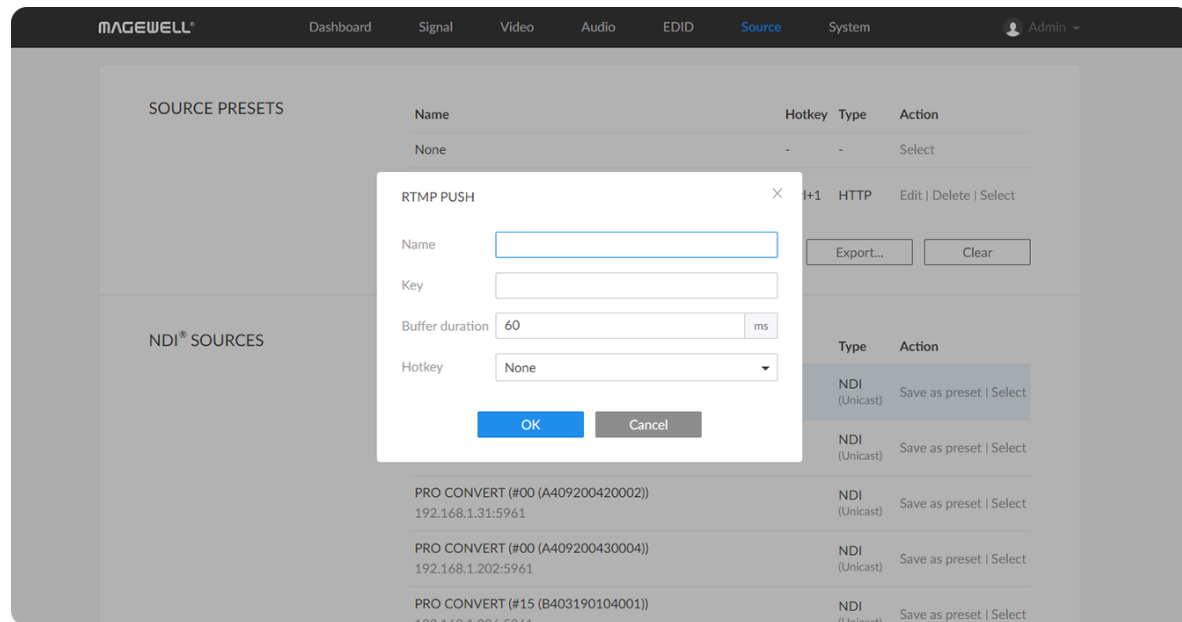 MAGEWELL® Dashboard Signal Video Audio EDID Source System Admin
SOURCE PRESETS
Name Hotkey Type Action
None - - Select
HTTP Edit | Delete | Select
Export... Clear
RTMP PUSH
Name
Key
Buffer duration 60 ms
Hotkey None
OK Cancel
NDI® SOURCES
Type Action
NDI Save as preset | Select
(Unicast)
NDI Save as preset | Select
(Unicast)
PRO CONVERT (#00 (A409200420002)) NDI Save as preset | Select
192.168.1.31:5961 (Unicast)
PRO CONVERT (#00 (A409200430004)) NDI Save as preset | Select
192.168.1.202:5961 (Unicast)
PRO CONVERT (#15 (B403190104001)) NDI Save as preset | Select